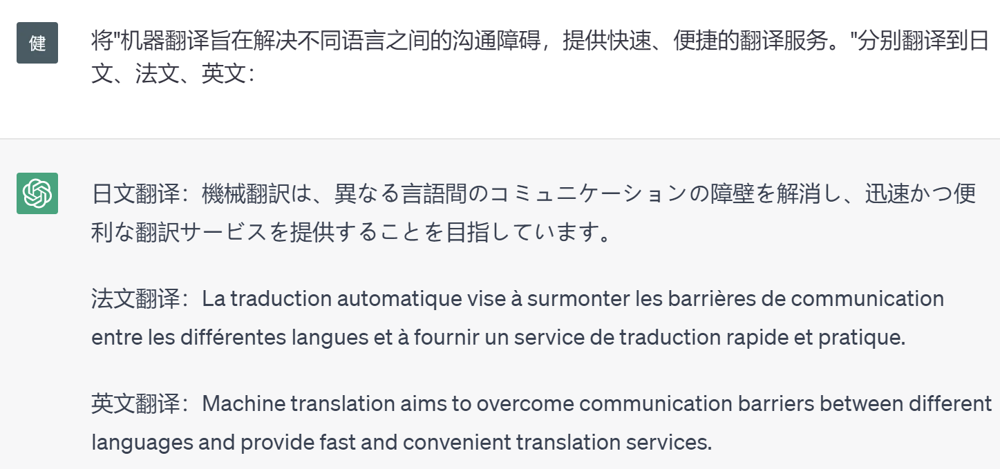 健
将"机器翻译旨在解决不同语言之间的沟通障碍，提供快速、便捷的翻译服务。"分别翻译到日
文、法文、英文：
日文翻译：機械翻訳は、異なる言語間のコミュニケーションの障壁を解消し、迅速かつ便
利な翻訳サービスを提供することを目指しています。
法文翻译：La traduction automatique vise à surmonter les barrières de communication
entre les différentes langues et à fournir un service de traduction rapide et pratique.
英文翻译：Machine translation aims to overcome communication barriers between different
languages and provide fast and convenient translation services.